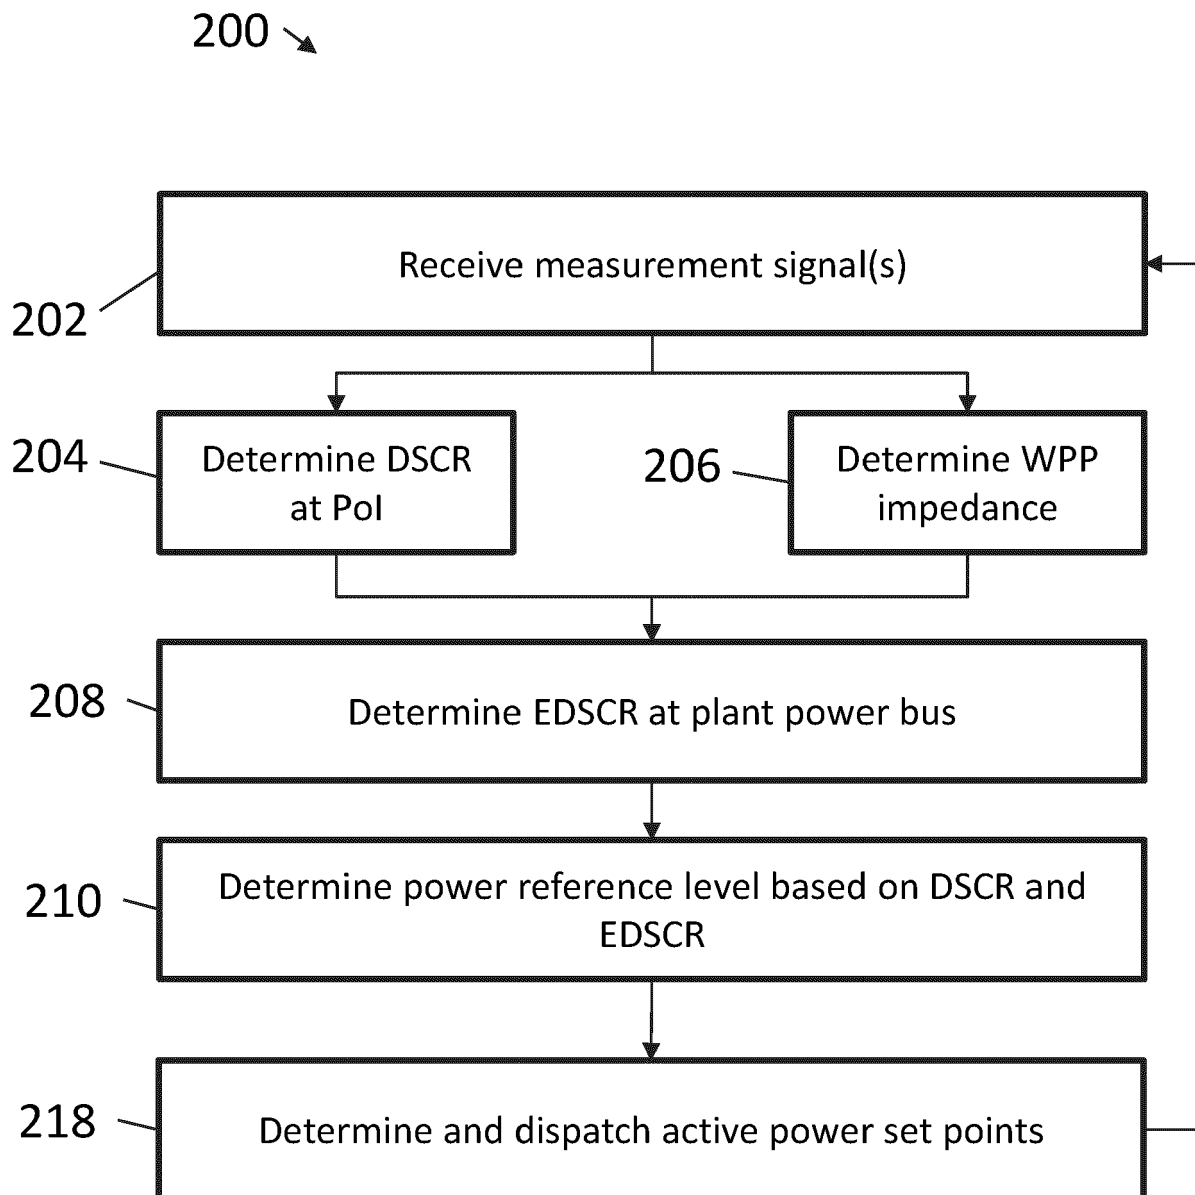 200
Receive measurement signal(s)
202
204
Determine DSCR
at PoI
206
Determine WPP
impedance
208
Determine EDSCR at plant power bus
210
Determine power reference level based on DSCR and
EDSCR
218
Determine and dispatch active power set points